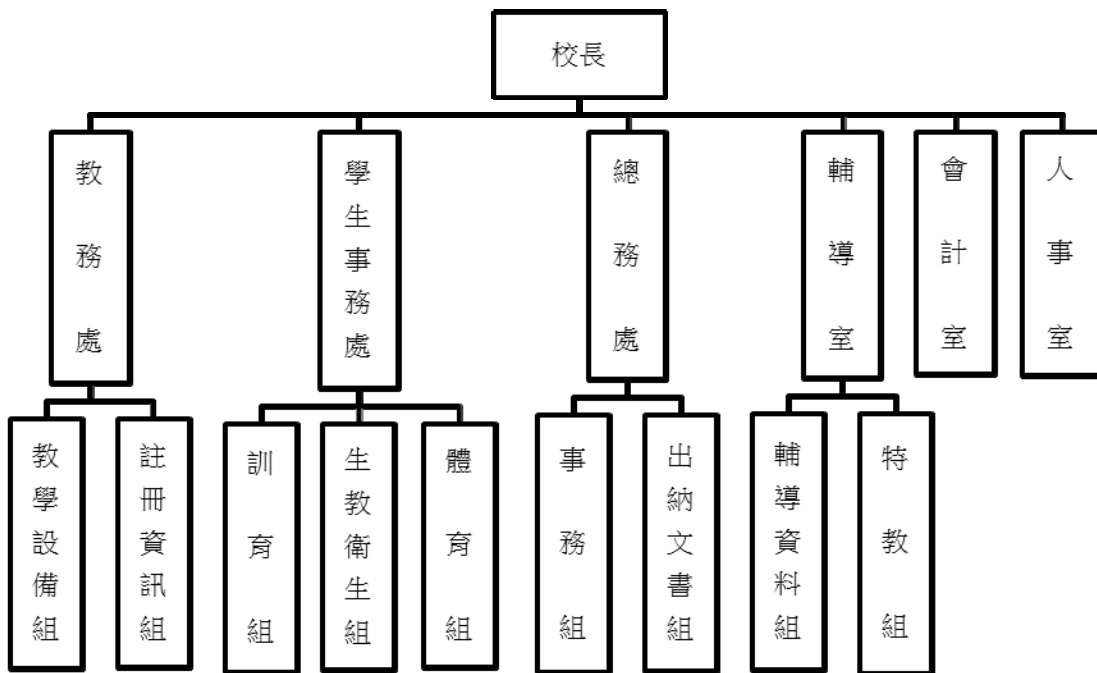 校長
教務處
學生事務處
總務處
輔導室
會計室
人事室
教學設備組
註冊資訊組
訓育組
生教衛生組
體育組
事務組
出納文書組
輔導資料組
特教組